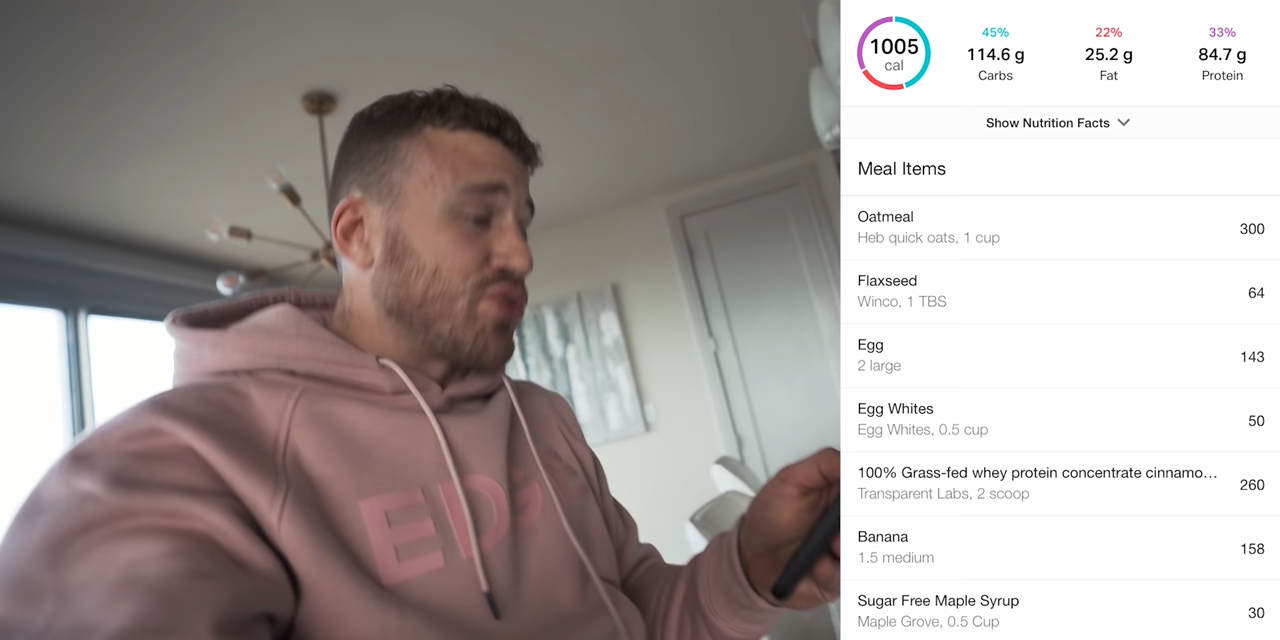 1005
cal
45%
114.6 g
Carbs
22%
25.2 g
Fat
33%
84.7 g
Protein
Show Nutrition Facts
Meal Items
Oatmeal
300
Heb quick oats, 1 cup
Flaxseed
64
Winco, 1 TBS
Egg
143
2 large
Egg Whites
50
Egg Whites, 0.5 cup
100% Grass-fed whey protein concentrate cinnamo...
260
Transparent Labs, 2 scoop
Banana
158
1.5 medium
Sugar Free Maple Syrup
30
Maple Grove, 0.5 Cup